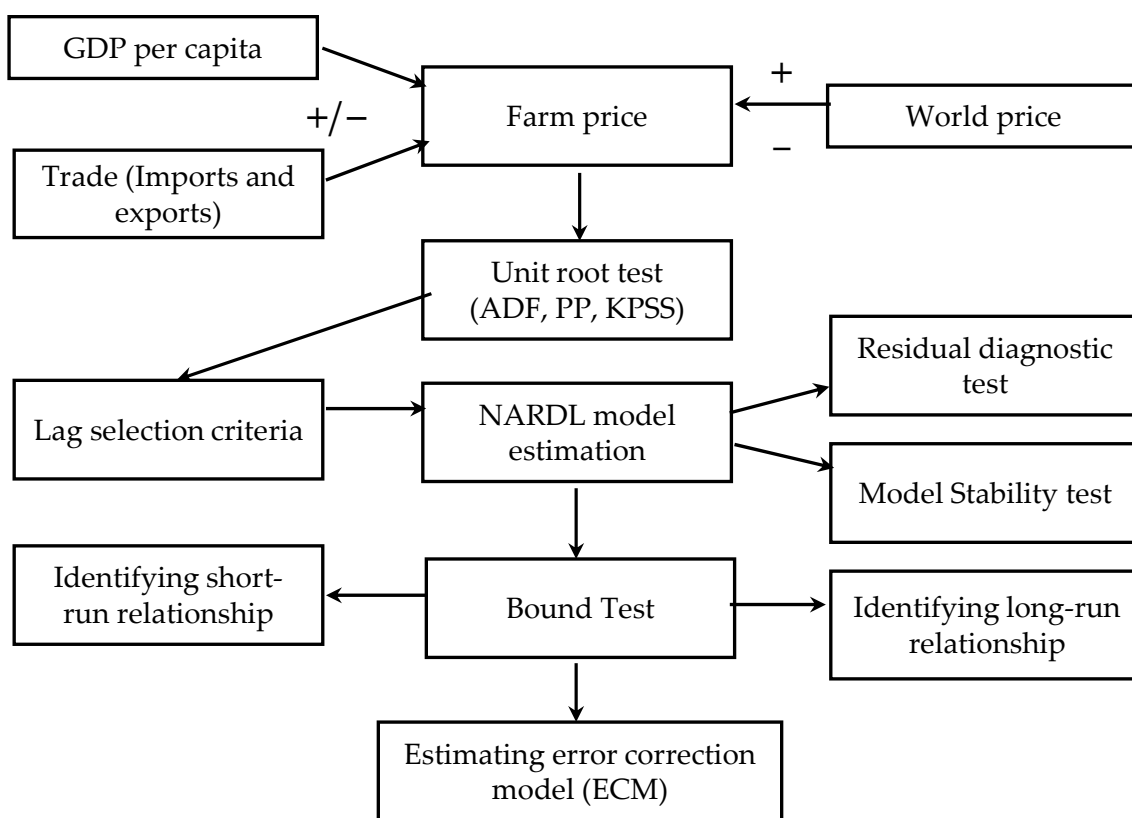 GDP per capita
+/−
Trade (Imports and
exports)
Farm price
+
−
World price
Unit root test
(ADF, PP, KPSS)
Lag selection criteria
NARDL model
estimation
Residual diagnostic
test
Model Stability test
Identifying short-
run relationship
Bound Test
Identifying long-run
relationship
Estimating error correction
model (ECM)